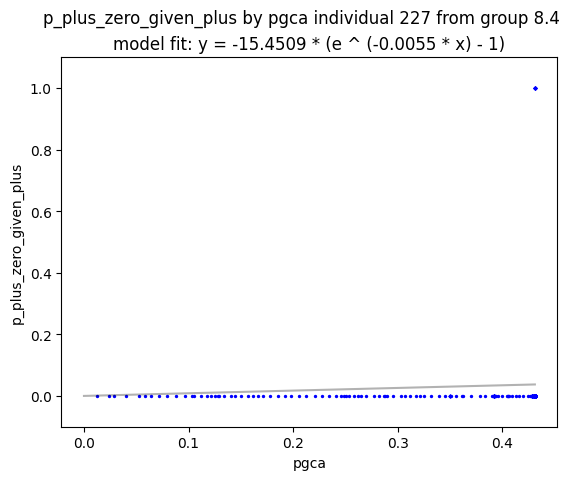 p_plus_zero_given_plus by pgca individual 227 from group 8.4
model fit: y = -15.4509 * (e ^ (-0.0055 * x) - 1)
1.0
0.8
0.6
0.4
0.2
0.0
p_plus_zero_given_plus
0.0 0.1 0.2 0.3 0.4
pgca